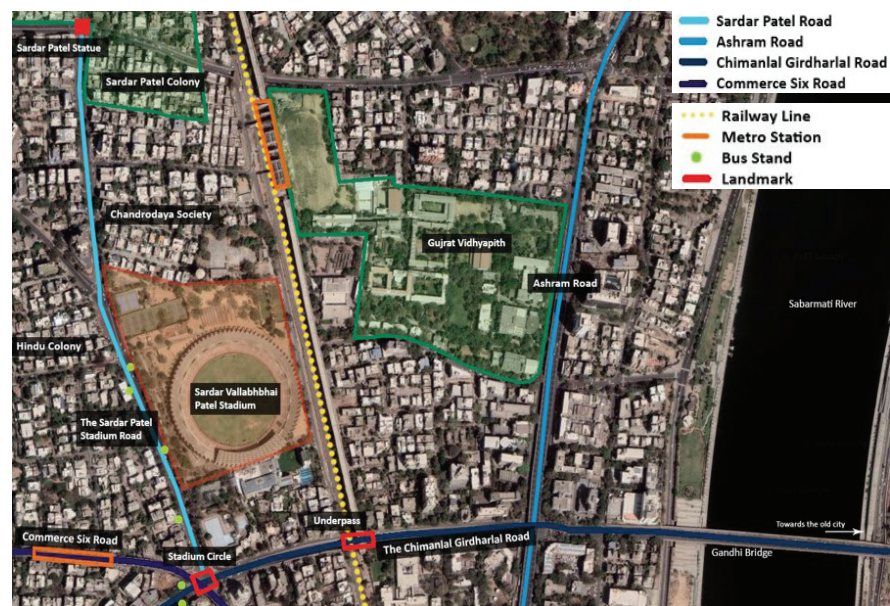 Sardar Patel Road
Ashram Road
Chimanlal Girdharlal Road
Commerce Six Road
Railway Line
Metro Station
Bus Stand
Landmark
Sardar Patel Statue
Sardar Patel Colony
Chandrodaya Society
Gujrat Vidhyapith
Ashram Road
Sabarmati River
Hindu Colony
Sardar Vallabhbhai
Patel Stadium
The Sardar Patel
Stadium Road
Underpass
Commerce Six Road
Stadium Circle
The Chimanlal Girdharlal Road
Towards the old city
Gandhi Bridge